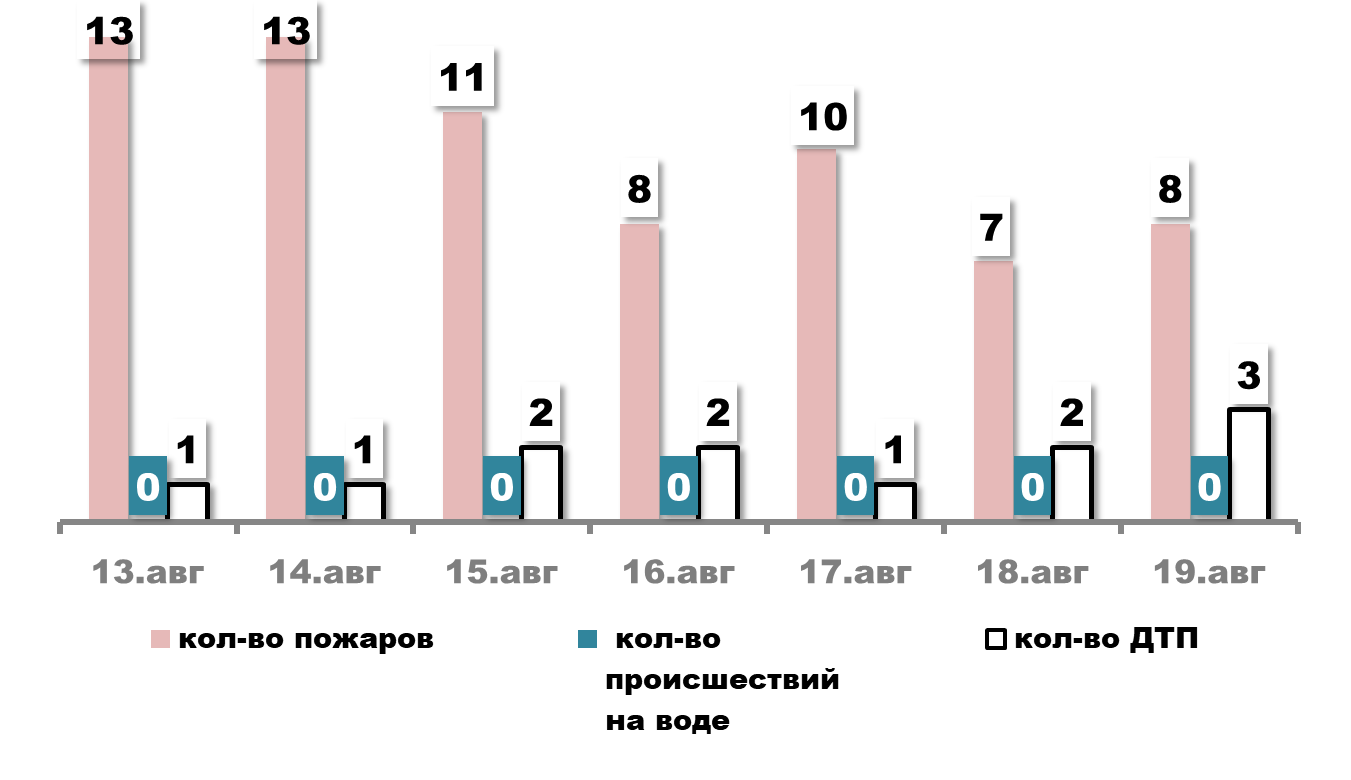 13
13
11
8
10
7
8
0
1
0
1
0
2
0
2
0
1
0
2
0
3
13.авг
14.авг
15.авг
16.авг
17.авг
18.авг
19.авг
кол-во пожаров
кол-во
происшествий
на воде
кол-во ДТП